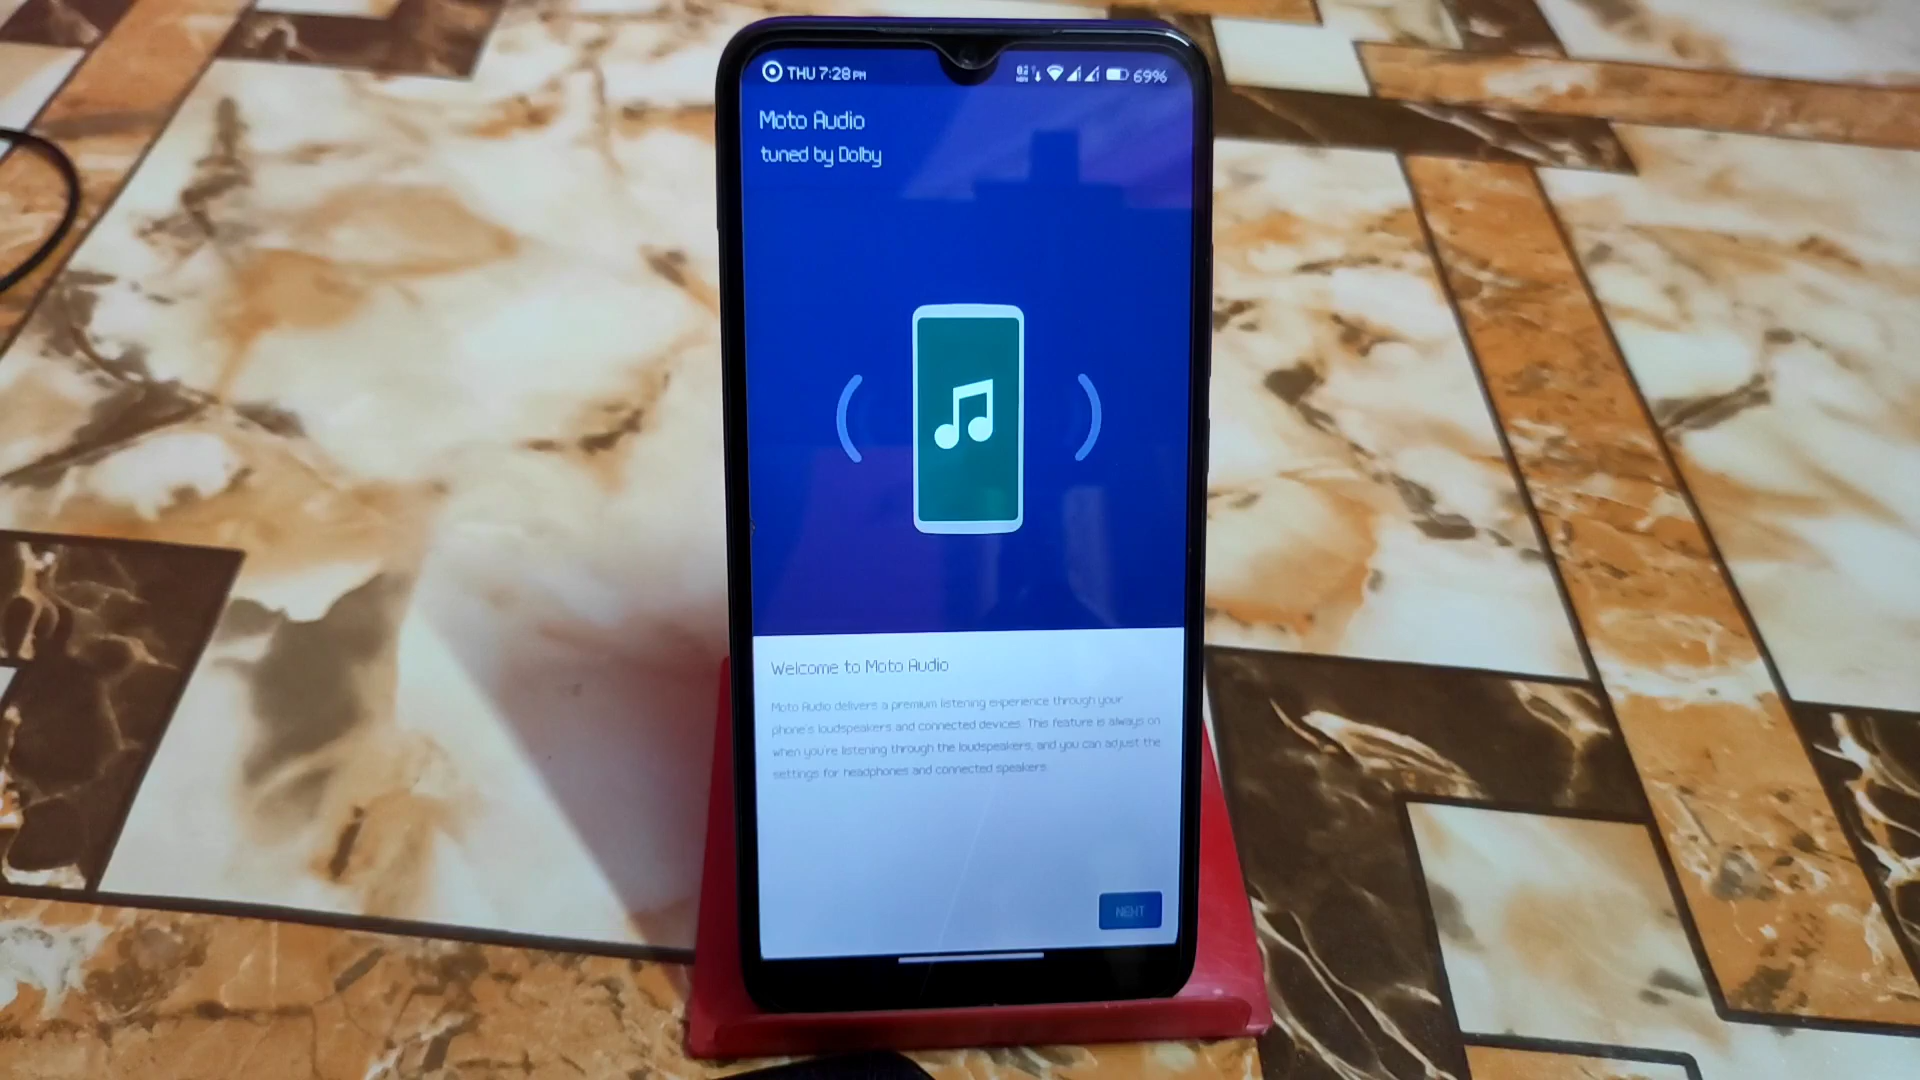 THU 7:28 PM 69%
Moto Audio
tuned by Dolby
Welcome to Moto Audio
Moto Audio delivers a premium listening experience through your
phone's loudspeakers and connected devices. This feature is always on
when you're listening through the loudspeakers, and you can adjust the
settings for headphones and connected speakers.
NEXT